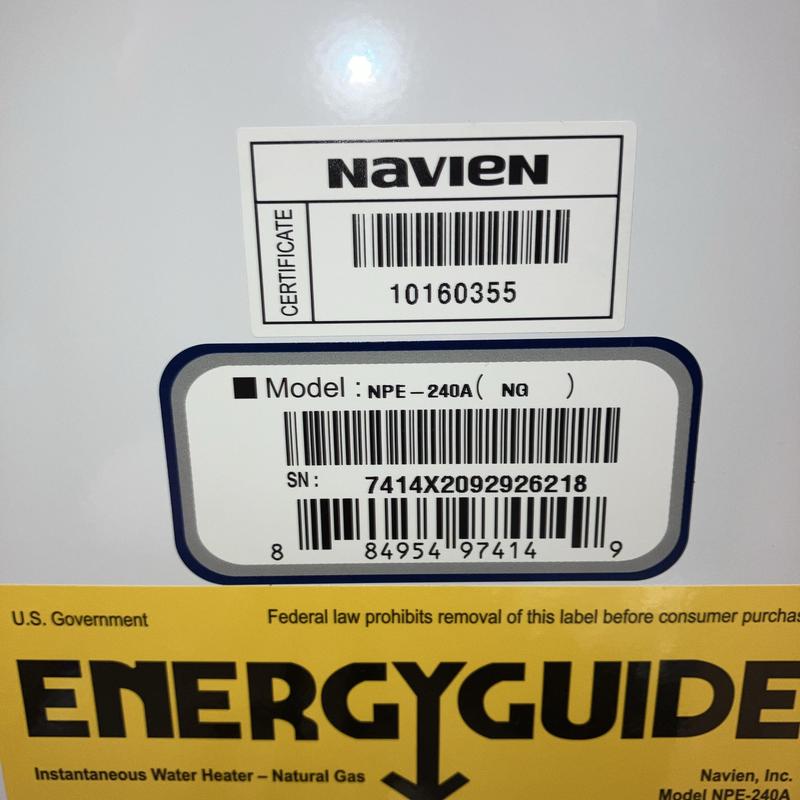 NAVIEN
CERTIFICATE
10160355
■ Model : NPE-240A( NG )
SN: 7414X2092926218
8 84954 97414 9
U.S. Government
Federal law prohibits removal of this label before consumer
ENERGYGUIDE
Instantaneous Water Heater – Natural Gas
Navien, Inc.
Model NPE-240A